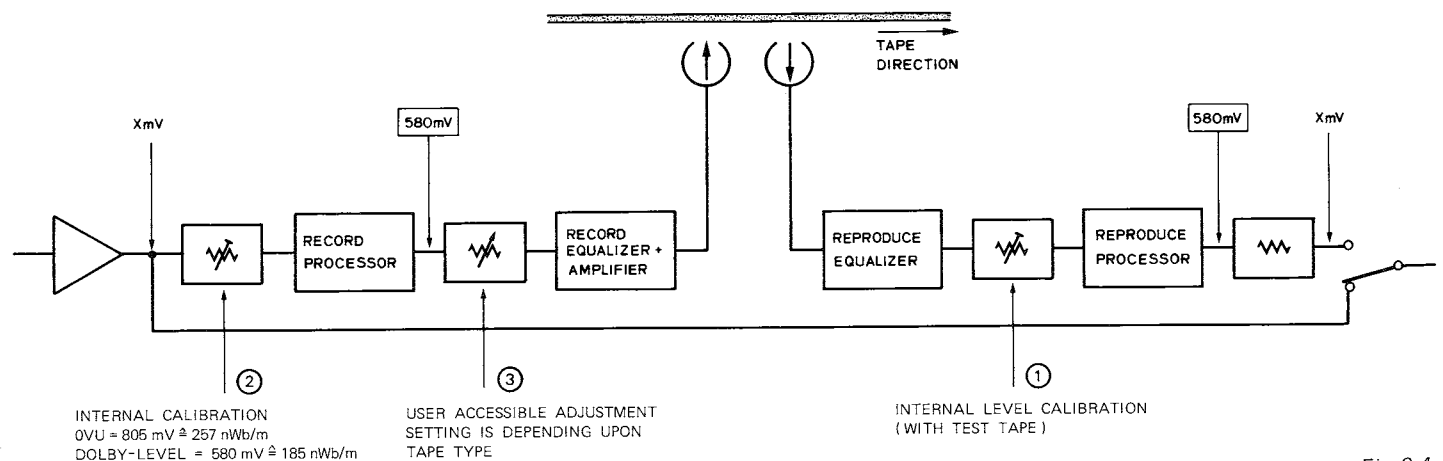 TAPE
DIRECTION
XmV
580mV
580mV
XmV
RECORD
PROCESSOR
RECORD
EQUALIZER +
AMPLIFIER
REPRODUCE
EQUALIZER
REPRODUCE
PROCESSOR
②
INTERNAL CALIBRATION
0VU = 805 mV ≙ 257 nWb/m
DOLBY-LEVEL = 580 mV ≙ 185 nWb/m
③
USER ACCESSIBLE ADJUSTMENT
SETTING IS DEPENDING UPON
TAPE TYPE
①
INTERNAL LEVEL CALIBRATION
(WITH TEST TAPE)